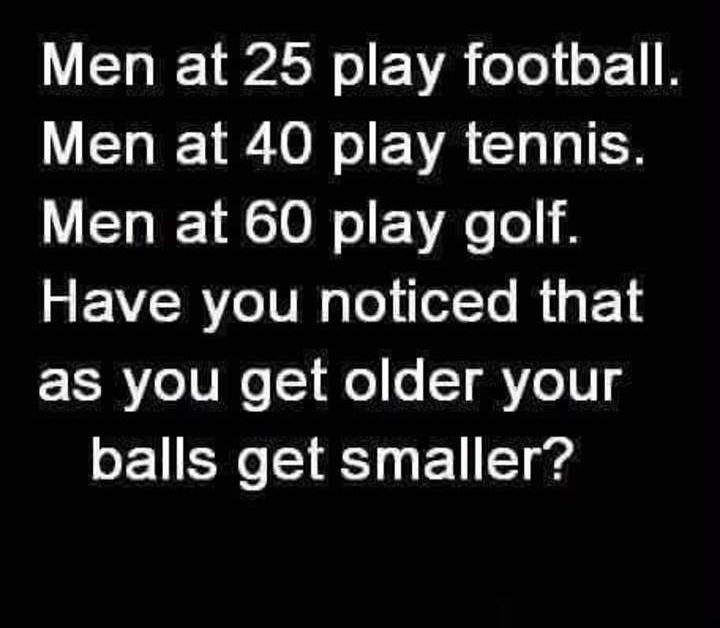 Men at 25 play football.
Men at 40 play tennis.
Men at 60 play golf.
Have you noticed that
as you get older your
balls get smaller?